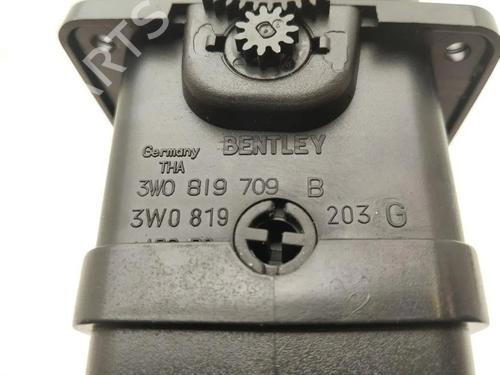 BENTLEY
Germany
THA
3W0 819 709 B
3W0 819 203 G